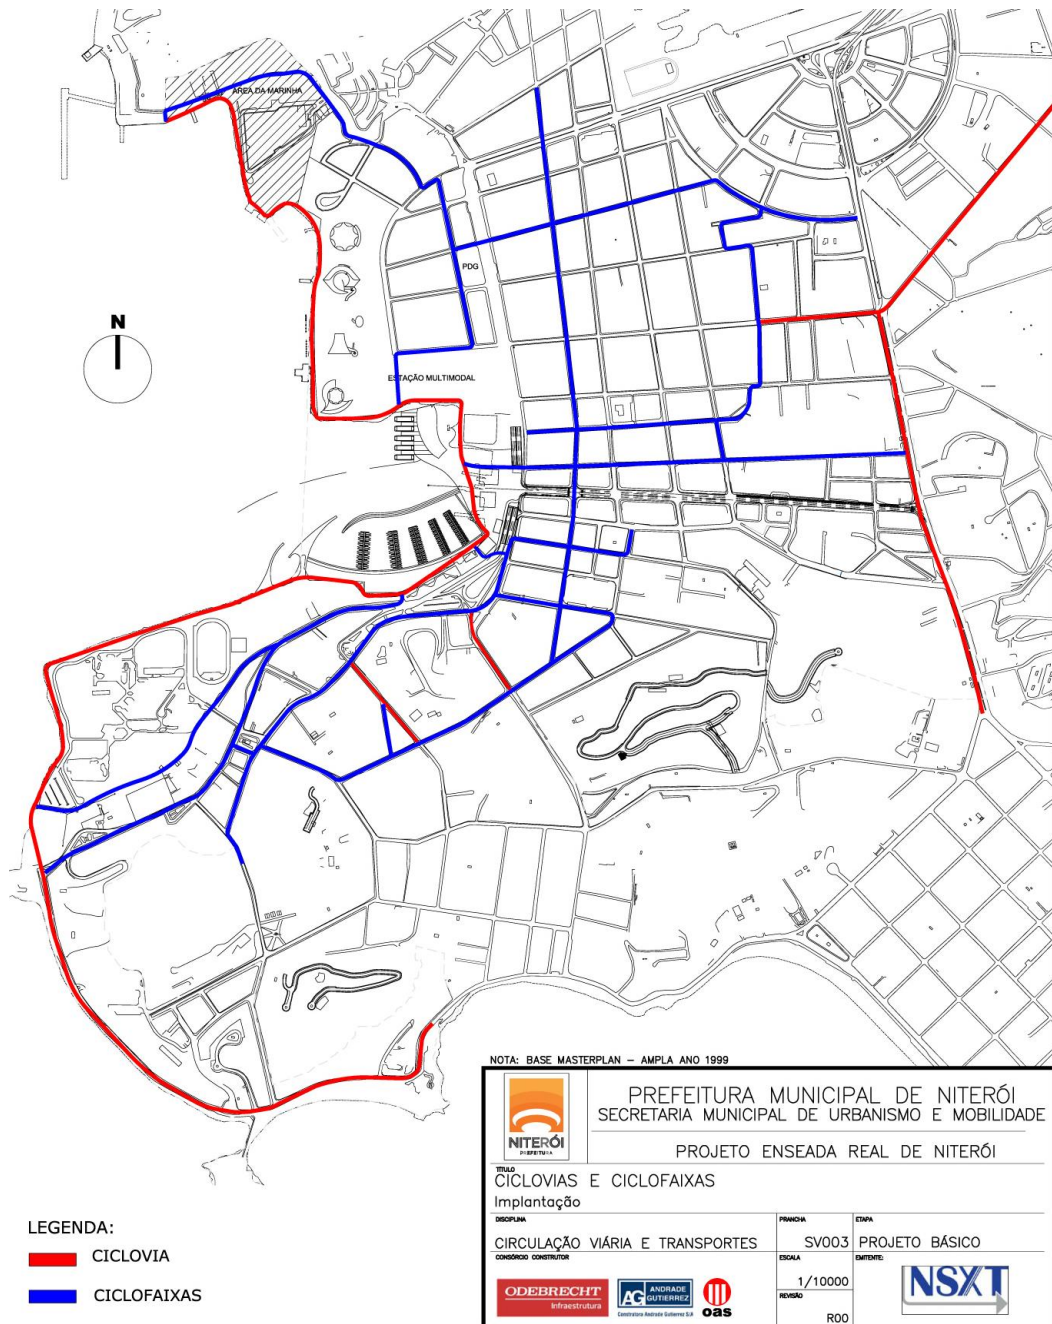 ÁREA DA MARINHA
N
PDG
ESTAÇÃO MULTIMODAL
NOTA: BASE MASTERPLAN – AMPLA ANO 1999
NITERÓI
PREFEITURA
PREFEITURA MUNICIPAL DE NITERÓI
SECRETARIA MUNICIPAL DE URBANISMO E MOBILIDADE
PROJETO ENSEADA REAL DE NITERÓI
TÍTULO
CICLOVIAS E CICLOFAIXAS
Implantação
DISCIPLINA
CIRCULAÇÃO VIÁRIA E TRANSPORTES
PRANCHA
SV003
ETAPA
PROJETO BÁSICO
CONSÓRCIO CONSTRUTOR
ODEBRECHT
Infraestrutura
AG
ANDRADE
GUTIERREZ
Construtora Andrade Gutierrez S/A
oas
ESCALA
1/10000
REVISÃO
R00
EMITENTE:
NSXT
LEGENDA:
CICLOVIA
CICLOFAIXAS